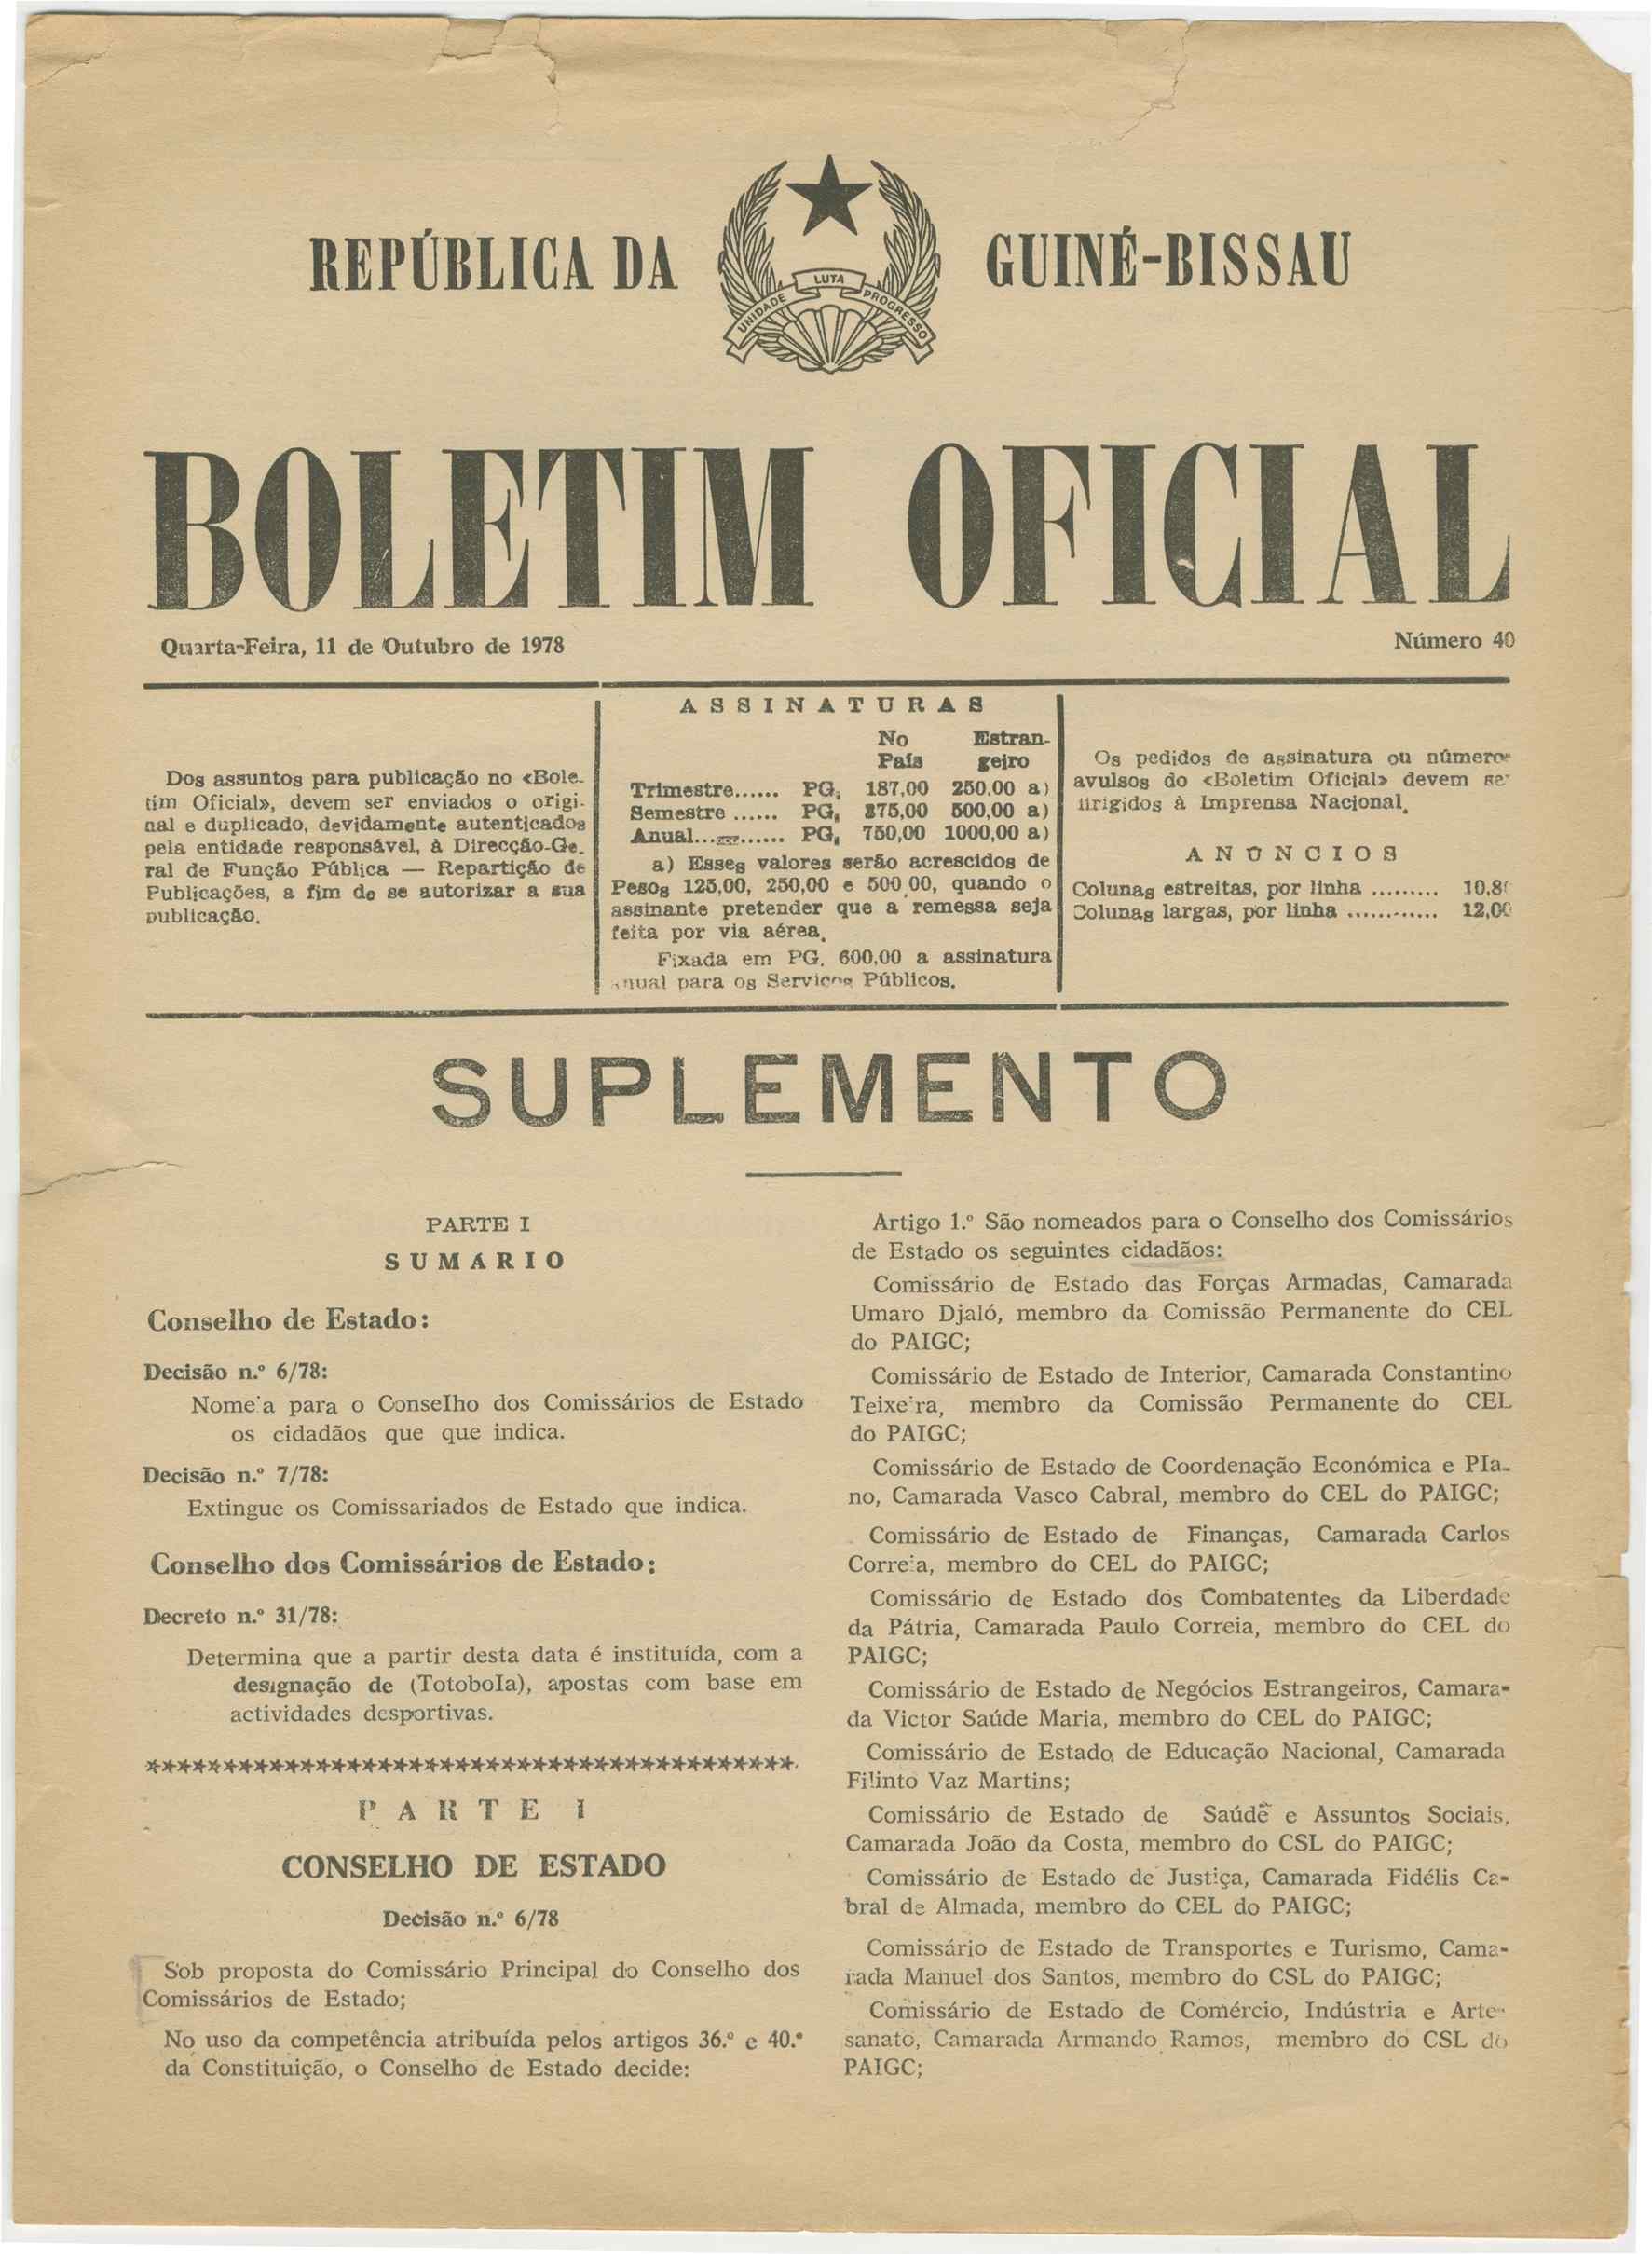 REPÚBLICA DA GUINÉ-BISSAU
UNIDADE LUTA PROGRESSO
BOLETIM OFICIAL
Quarta-Feira, 11 de Outubro de 1978
Número 40
Dos assuntos para publicação no «Bole-
tim Oficial», devem ser enviados o origi-
nal e duplicado, devidamente autenticados
pela entidade responsável, à Direcção-Ge-
ral de Função Pública — Repartição de
Publicações, a fim de se autorizar a sua
publicação.
ASSINATURAS
No Estran-
País geiro
Trimestre...... PG. 187,00 250.00 a)
Semestre ...... PG. 375,00 500,00 a)
Anual............ PG. 750,00 1000,00 a)
a) Esses valores serão acrescidos de
Pesos 125,00, 250,00 e 500,00, quando o
assinante pretender que a remessa seja
feita por via aérea.
Fixada em PG. 600,00 a assinatura
anual para os Serviços Públicos.
Os pedidos de assinatura ou números
avulsos do «Boletim Oficial» devem ser
dirigidos à Imprensa Nacional.
ANÚNCIOS
Colunas estreitas, por linha ......... 10,80
Colunas largas, por linha ............ 12,00
SUPLEMENTO
PARTE I
SUMÁRIO
Conselho de Estado:
Decisão n.º 6/78:
Nomeia para o Conselho dos Comissários de Estado
os cidadãos que que indica.
Decisão n.º 7/78:
Extingue os Comissariados de Estado que indica.
Conselho dos Comissários de Estado:
Decreto n.º 31/78:
Determina que a partir desta data é instituída, com a
designação de (Totobola), apostas com base em
actividades desportivas.
******************************************
PARTE I
CONSELHO DE ESTADO
Decisão n.º 6/78
Sob proposta do Comissário Principal do Conselho dos
Comissários de Estado;
No uso da competência atribuída pelos artigos 36.º e 40.º
da Constituição, o Conselho de Estado decide:
Artigo 1.º São nomeados para o Conselho dos Comissários
de Estado os seguintes cidadãos:
Comissário de Estado das Forças Armadas, Camarada
Umaro Djaló, membro da Comissão Permanente do CEL
do PAIGC;
Comissário de Estado de Interior, Camarada Constantino
Teixeira, membro da Comissão Permanente do CEL
do PAIGC;
Comissário de Estado de Coordenação Económica e Pla-
no, Camarada Vasco Cabral, membro do CEL do PAIGC;
Comissário de Estado de Finanças, Camarada Carlos
Correia, membro do CEL do PAIGC;
Comissário de Estado dos Combatentes da Liberdade
da Pátria, Camarada Paulo Correia, membro do CEL do
PAIGC;
Comissário de Estado de Negócios Estrangeiros, Camara-
da Victor Saúde Maria, membro do CEL do PAIGC;
Comissário de Estado de Educação Nacional, Camarada
Filinto Vaz Martins;
Comissário de Estado de Saúde e Assuntos Sociais,
Camarada João da Costa, membro do CSL do PAIGC;
Comissário de Estado de Justiça, Camarada Fidélis Ca-
bral de Almada, membro do CEL do PAIGC;
Comissário de Estado de Transportes e Turismo, Cama-
rada Manuel dos Santos, membro do CSL do PAIGC;
Comissário de Estado de Comércio, Indústria e Arte-
sanato, Camarada Armando Ramos, membro do CSL do
PAIGC;